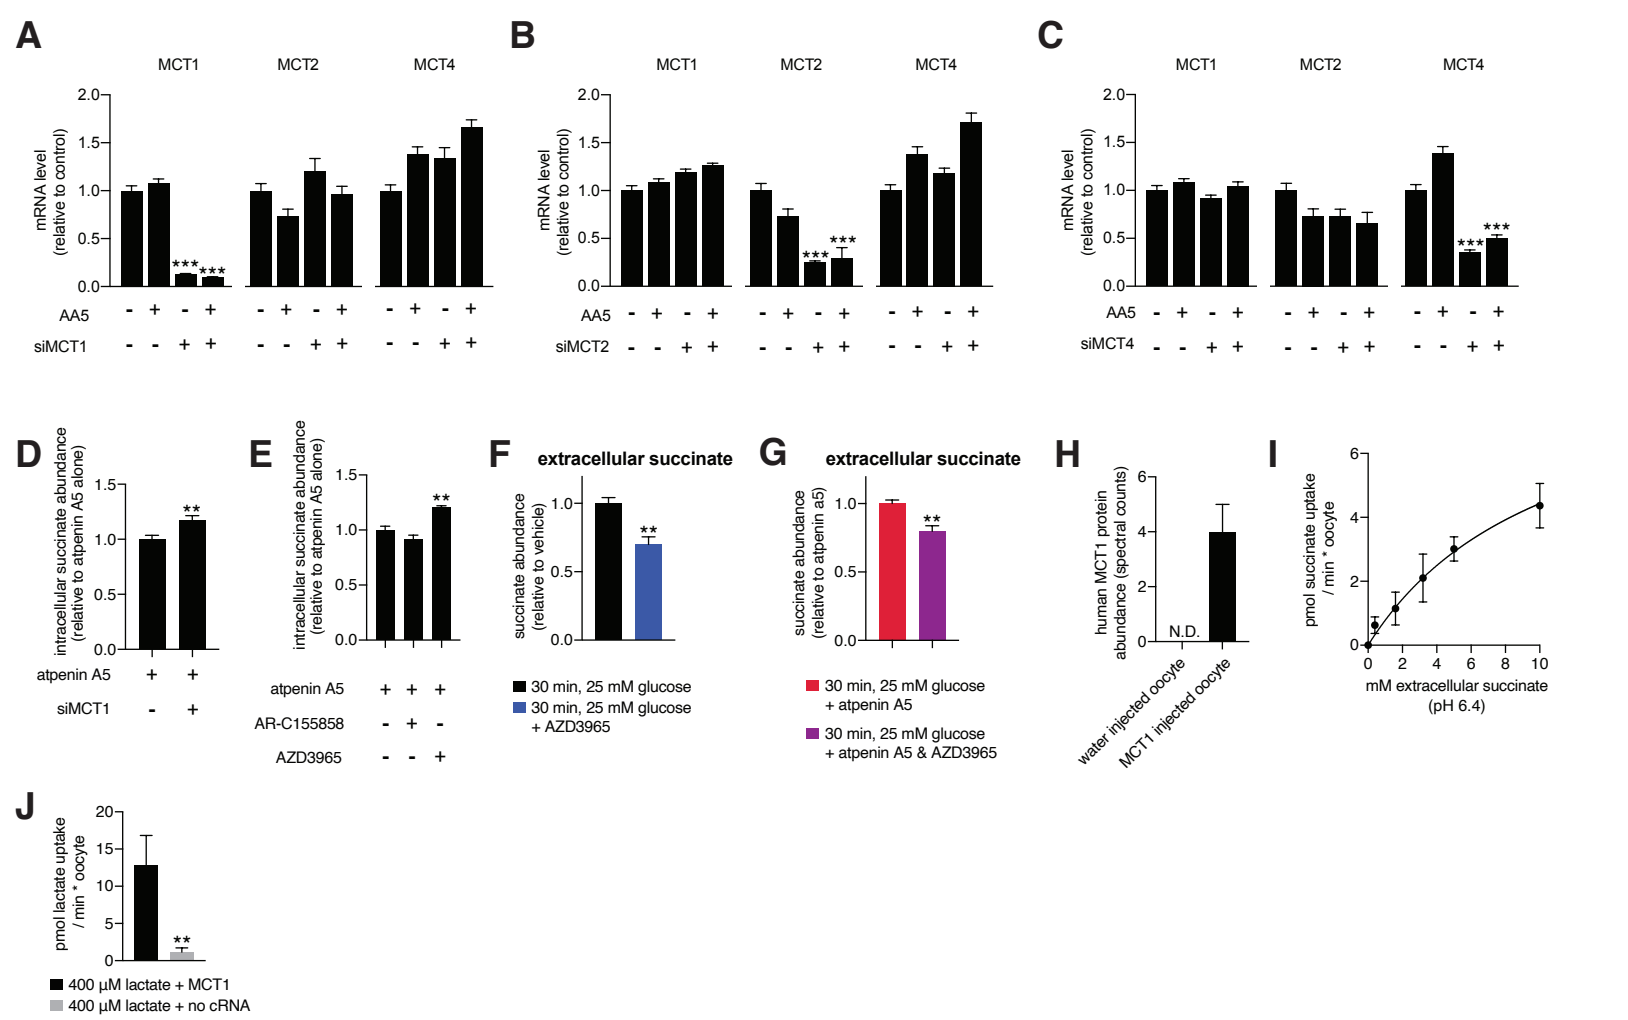 A
MCT1 MCT2 MCT4
mRNA level
(relative to control)
2.0
1.5
1.0
0.5
0.0
*** ***
AA5 - + - + - + - + - + - +
siMCT1 - - + + - - + + - - + +
B
MCT1 MCT2 MCT4
mRNA level
(relative to control)
2.0
1.5
1.0
0.5
0.0
*** ***
AA5 - + - + - + - + - + - +
siMCT2 - - + + - - + + - - + +
C
MCT1 MCT2 MCT4
mRNA level
(relative to control)
2.0
1.5
1.0
0.5
0.0
*** ***
AA5 - + - + - + - + - + - +
siMCT4 - - + + - - + + - - + +
D
intracellular succinate abundance
(relative to atpenin A5 alone)
1.5
1.0
0.5
0.0
**
atpenin A5 + +
siMCT1 - +
E
intracellular succinate abundance
(relative to atpenin A5 alone)
1.5
1.0
0.5
0.0
**
atpenin A5 + + +
AR-C155858 - + -
AZD3965 - - +
F
extracellular succinate
succinate abundance
(relative to vehicle)
1.0
0.5
0.0
**
30 min, 25 mM glucose
30 min, 25 mM glucose
+ AZD3965
G
extracellular succinate
succinate abundance
(relative to atpenin a5)
1.0
0.5
0.0
**
30 min, 25 mM glucose
+ atpenin A5
30 min, 25 mM glucose
+ atpenin A5 & AZD3965
H
human MCT1 protein
abundance (spectral counts)
6
4
2
0
N.D.
water injected oocyte
MCT1 injected oocyte
I
pmol succinate uptake
/ min * oocyte
6
4
2
0
0 2 4 6 8 10
mM extracellular succinate
(pH 6.4)
J
pmol lactate uptake
/ min * oocyte
20
15
10
5
0
**
400 µM lactate + MCT1
400 µM lactate + no cRNA